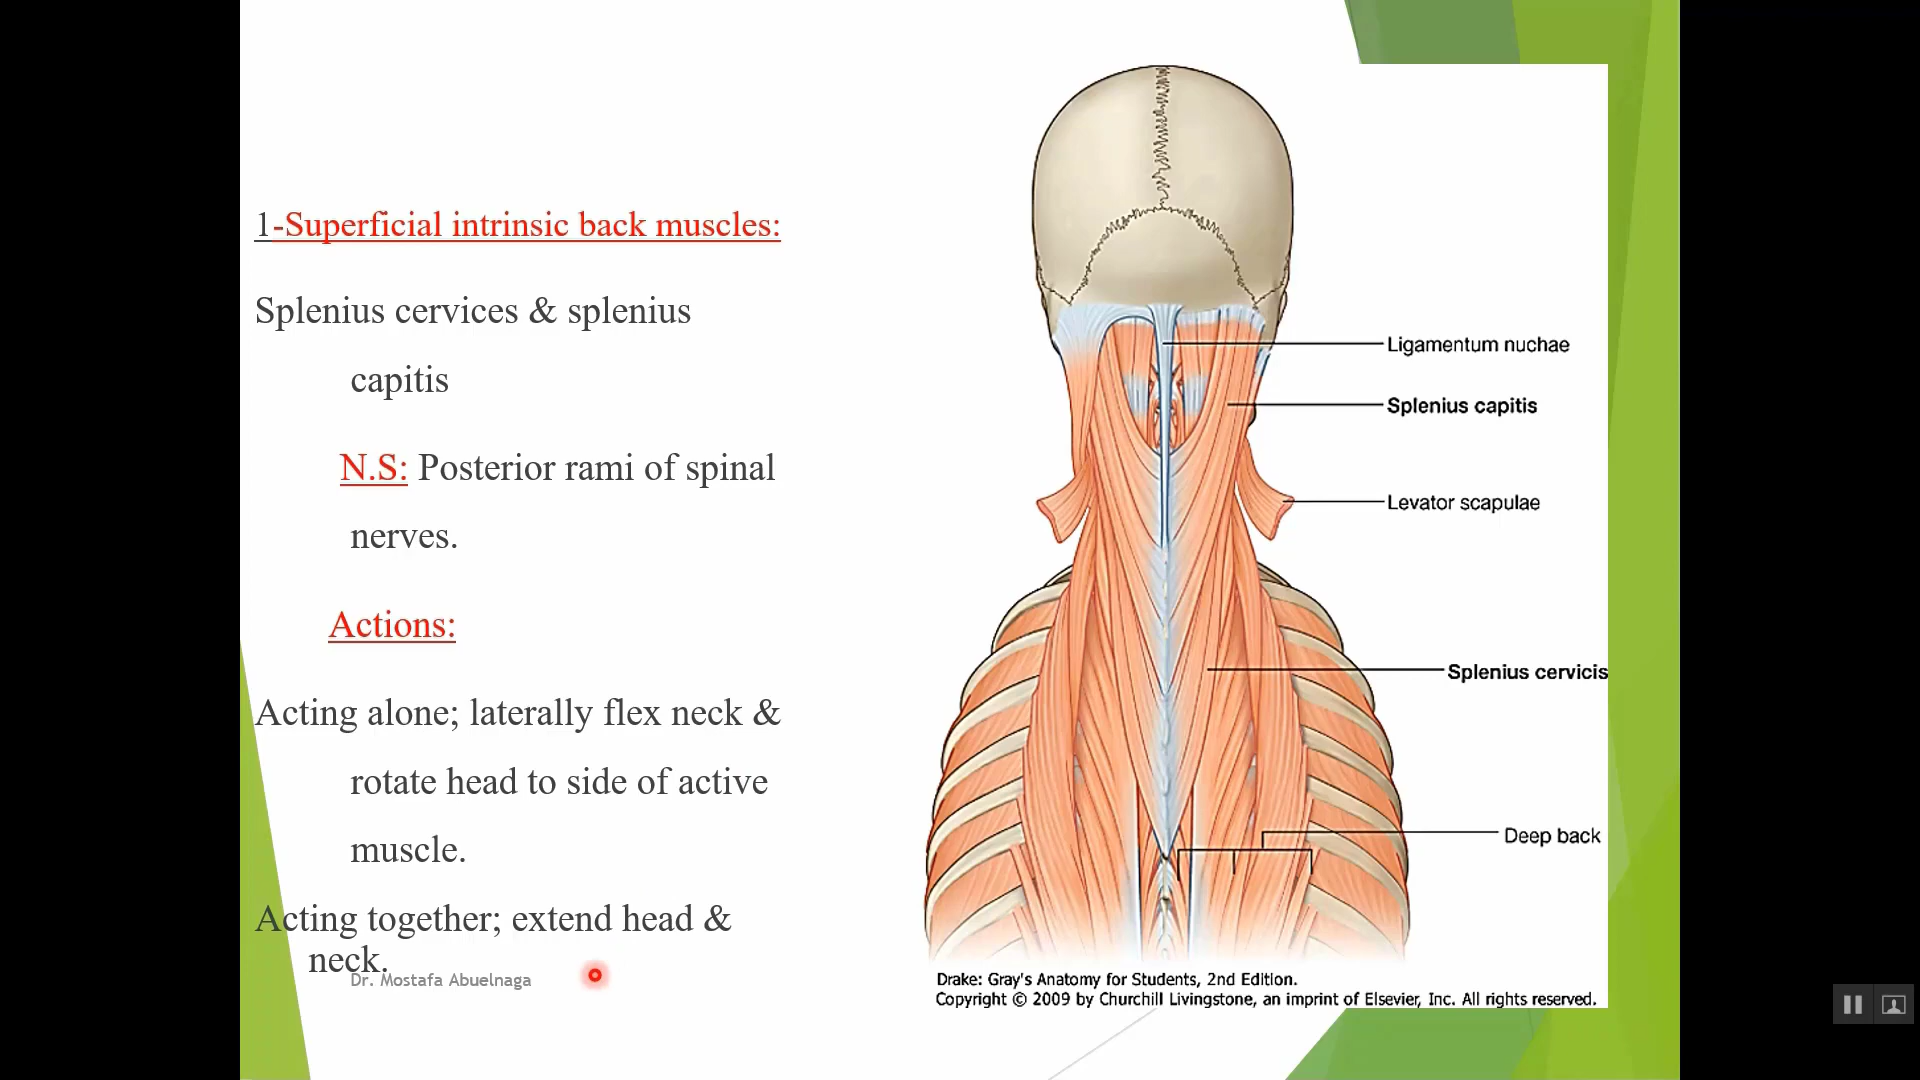 1-Superficial intrinsic back muscles:
Splenius cervices & splenius
capitis
N.S: Posterior rami of spinal
nerves.
Actions:
Acting alone; laterally flex neck &
rotate head to side of active
muscle.
Acting together; extend head &
neck.
Dr. Mostafa Abuelnaga
Ligamentum nuchae
Splenius capitis
Levator scapulae
Splenius cervicis
Deep back
Drake: Gray's Anatomy for Students, 2nd Edition.
Copyright © 2009 by Churchill Livingstone, an imprint of Elsevier, Inc. All rights reserved.